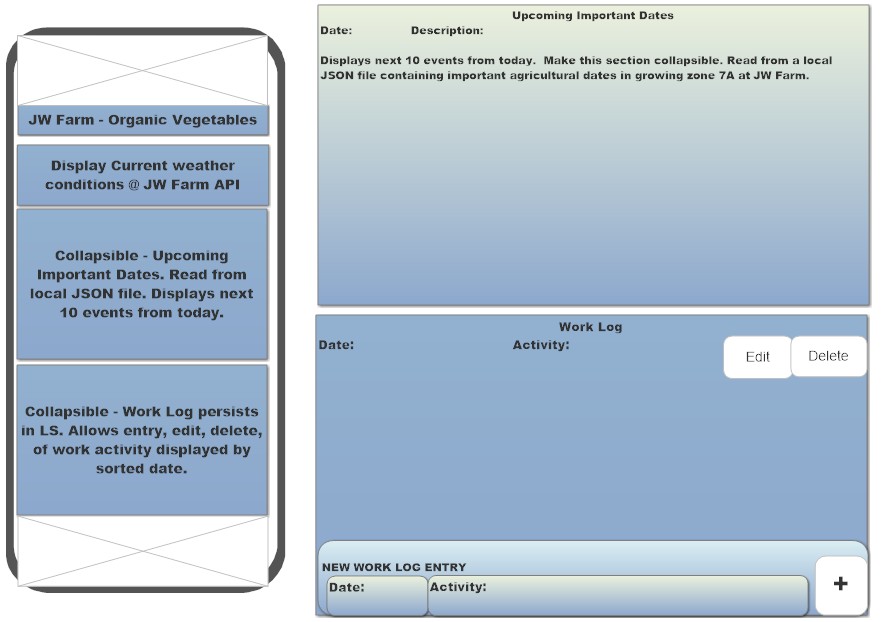 JW Farm - Organic Vegetables
Display Current weather
conditions @ JW Farm API
Collapsible - Upcoming
Important Dates. Read from
local JSON file. Displays next
10 events from today.
Collapsible - Work Log persists
in LS. Allows entry, edit, delete,
of work activity displayed by
sorted date.
Upcoming Important Dates
Date: Description:
Displays next 10 events from today. Make this section collapsible. Read from a local
JSON file containing important agricultural dates in growing zone 7A at JW Farm.
Work Log
Date: Activity:
Edit Delete
NEW WORK LOG ENTRY
Date: Activity:
+